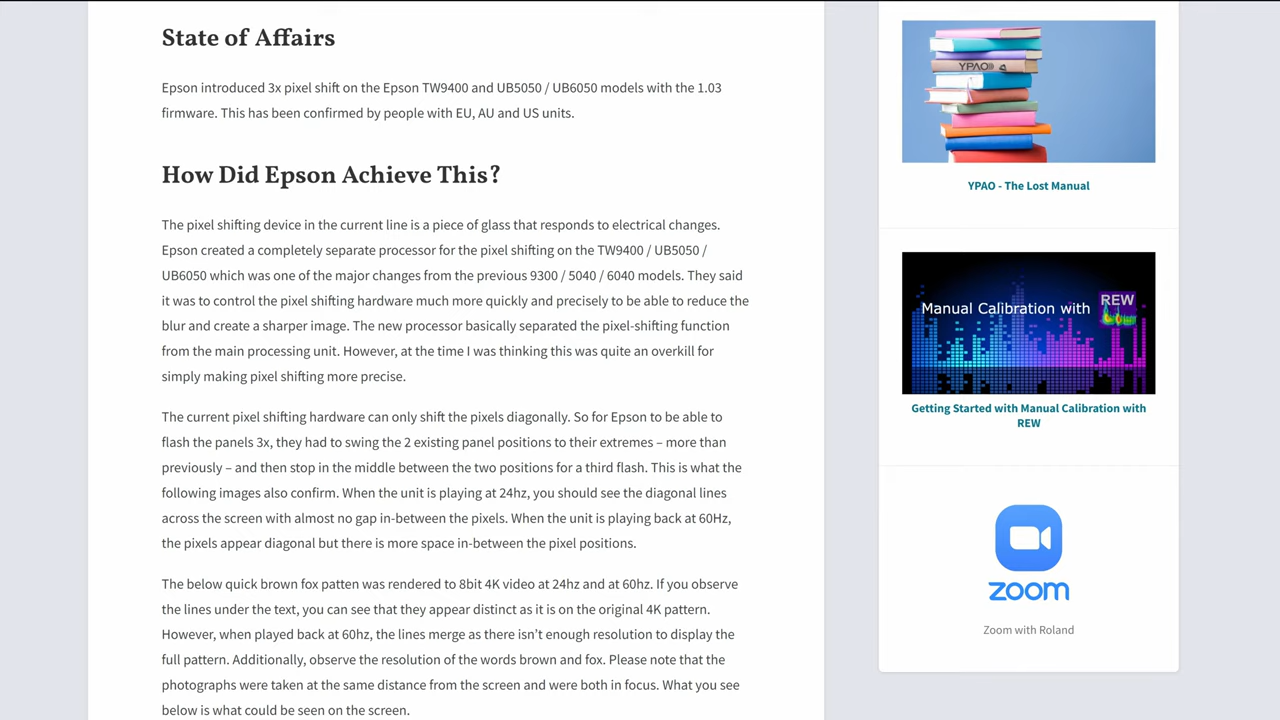 State of Affairs
Epson introduced 3x pixel shift on the Epson TW9400 and UB5050 / UB6050 models with the 1.03
firmware. This has been confirmed by people with EU, AU and US units.
How Did Epson Achieve This?
The pixel shifting device in the current line is a piece of glass that responds to electrical changes.
Epson created a completely separate processor for the pixel shifting on the TW9400 / UB5050 /
UB6050 which was one of the major changes from the previous 9300 / 5040 / 6040 models. They said
it was to control the pixel shifting hardware much more quickly and precisely to be able to reduce the
blur and create a sharper image. The new processor basically separated the pixel-shifting function
from the main processing unit. However, at the time I was thinking this was quite an overkill for
simply making pixel shifting more precise.
The current pixel shifting hardware can only shift the pixels diagonally. So for Epson to be able to
flash the panels 3x, they had to swing the 2 existing panel positions to their extremes – more than
previously – and then stop in the middle between the two positions for a third flash. This is what the
following images also confirm. When the unit is playing at 24hz, you should see the diagonal lines
across the screen with almost no gap in-between the pixels. When the unit is playing back at 60Hz,
the pixels appear diagonal but there is more space in-between the pixel positions.
The below quick brown fox patten was rendered to 8bit 4K video at 24hz and at 60hz. If you observe
the lines under the text, you can see that they appear distinct as it is on the original 4K pattern.
However, when played back at 60hz, the lines merge as there isn’t enough resolution to display the
full pattern. Additionally, observe the resolution of the words brown and fox. Please note that the
photographs were taken at the same distance from the screen and were both in focus. What you see
below is what could be seen on the screen.
YPAO
YPAO - The Lost Manual
Manual Calibration with
REW
Getting Started with Manual Calibration with
REW
zoom
Zoom with Roland